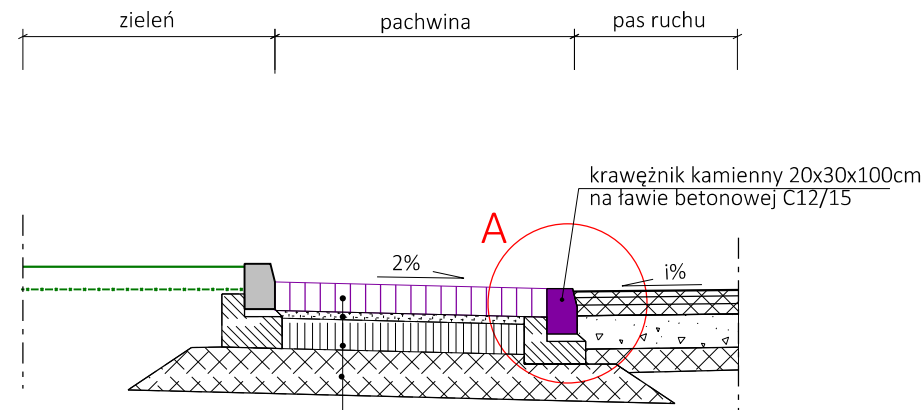 zieleń pachwina pas ruchu
krawężnik kamienny 20x30x100cm
na ławie betonowej C12/15
A
2% i%